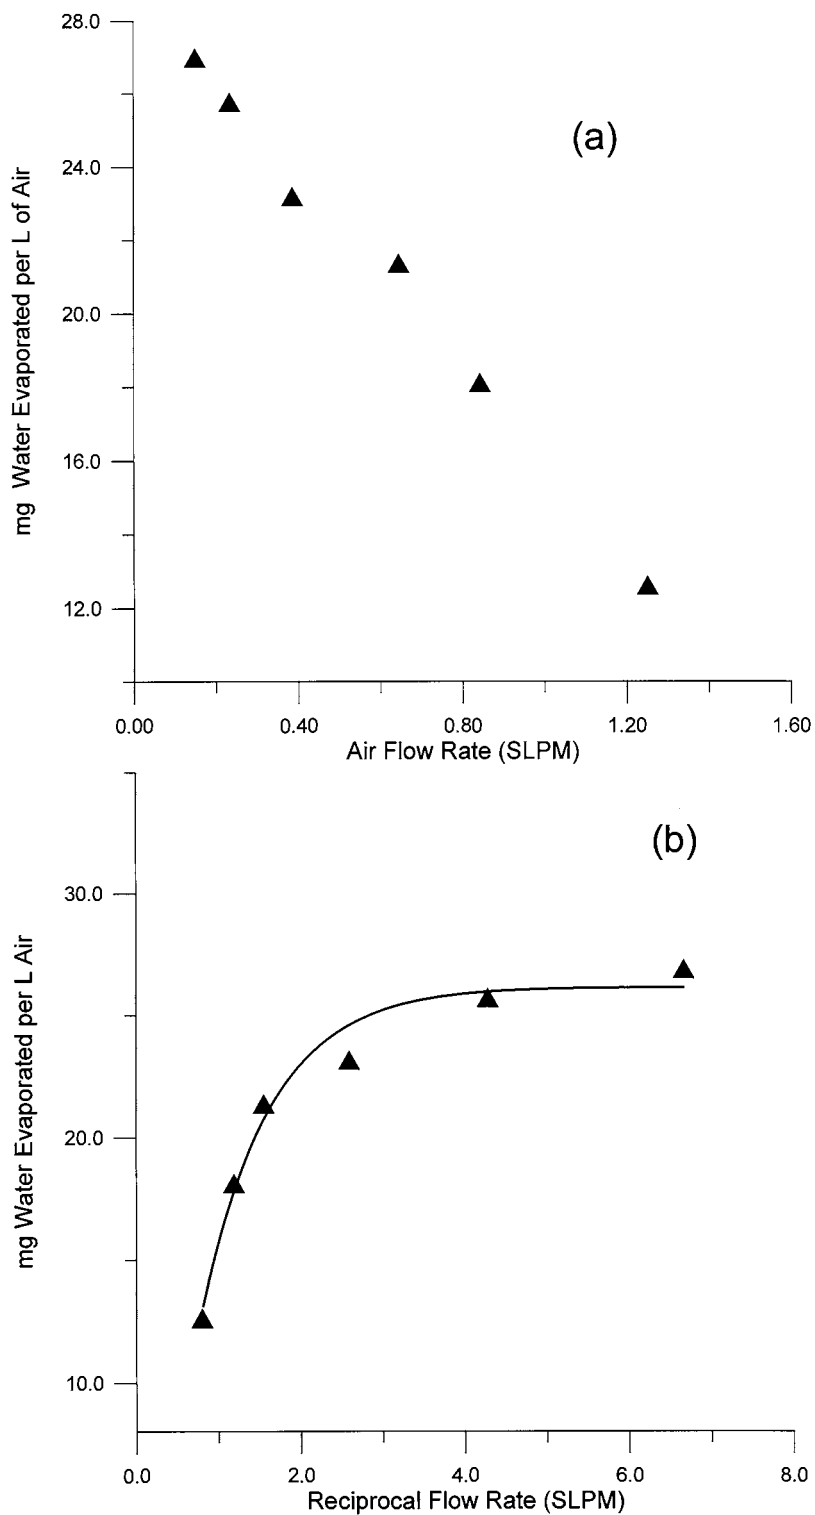 28.0
(a)
24.0
20.0
16.0
12.0
mg Water Evaporated per L of Air
0.00 0.40 0.80 1.20 1.60
Air Flow Rate (SLPM)
(b)
30.0
20.0
10.0
mg Water Evaporated per L Air
0.0 2.0 4.0 6.0 8.0
Reciprocal Flow Rate (SLPM)